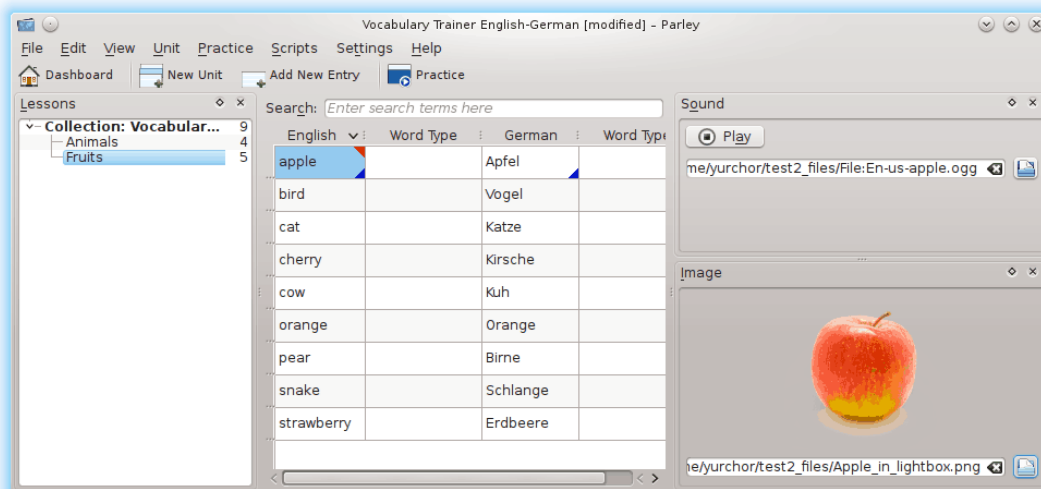 Vocabulary Trainer English-German [modified] – Parley
File Edit View Unit Practice Scripts Settings Help
Dashboard New Unit Add New Entry Practice
Lessons
Collection: Vocabular... 9
Animals 4
Fruits 5
Search: Enter search terms here
English Word Type German Word Type
apple Apfel
bird Vogel
cat Katze
cherry Kirsche
cow Kuh
orange Orange
pear Birne
snake Schlange
strawberry Erdbeere
Sound
Play
me/yurchor/test2_files/File:En-us-apple.ogg
Image
e/yurchor/test2_files/Apple_in_lightbox.png